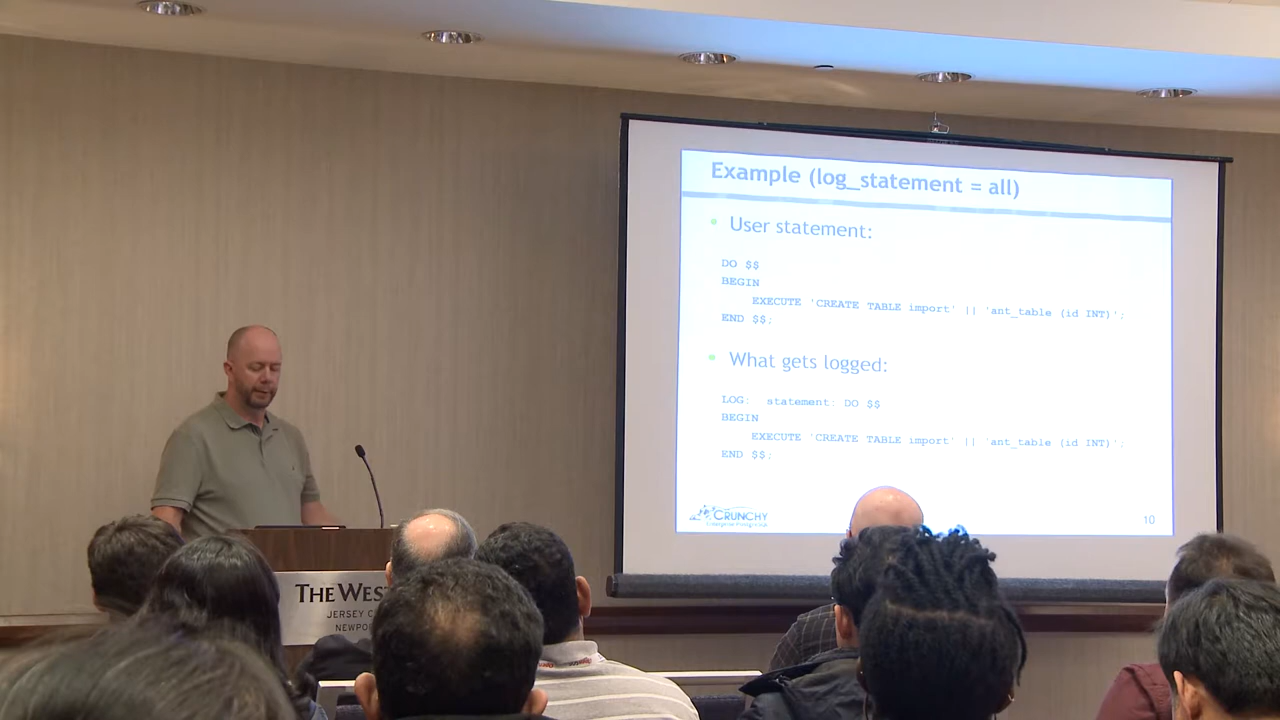 Example (log_statement = all)
User statement:
DO $$
BEGIN
EXECUTE 'CREATE TABLE import' || 'ant_table (id INT)';
END $$;
What gets logged:
LOG:  statement: DO $$
BEGIN
EXECUTE 'CREATE TABLE import' || 'ant_table (id INT)';
END $$;
CRUNCHY
10
THE WES
JERSEY C
NEWPO